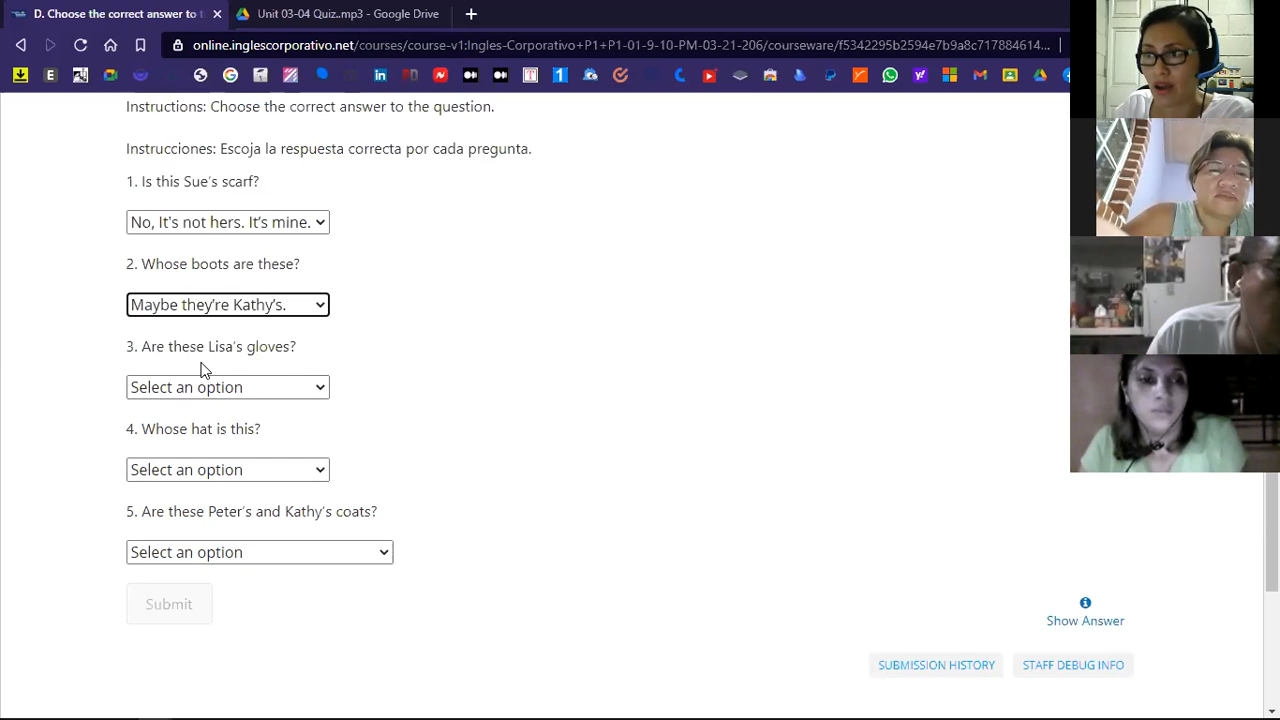 D. Choose the correct answer to t
Unit 03-04 Quiz..mp3 - Google Drive
online.inglescorporativo.net/courses/course-v1:Ingles-Corporativo+P1+P1-01-9-10-PM-03-21-206/courseware/f5342295b2594e7b9a8c717884614...
Instructions: Choose the correct answer to the question.
Instrucciones: Escoja la respuesta correcta por cada pregunta.
1. Is this Sue's scarf?
No, It's not hers. It's mine.
2. Whose boots are these?
Maybe they're Kathy's.
3. Are these Lisa's gloves?
Select an option
4. Whose hat is this?
Select an option
5. Are these Peter's and Kathy's coats?
Select an option
Submit
Show Answer
SUBMISSION HISTORY
STAFF DEBUG INFO